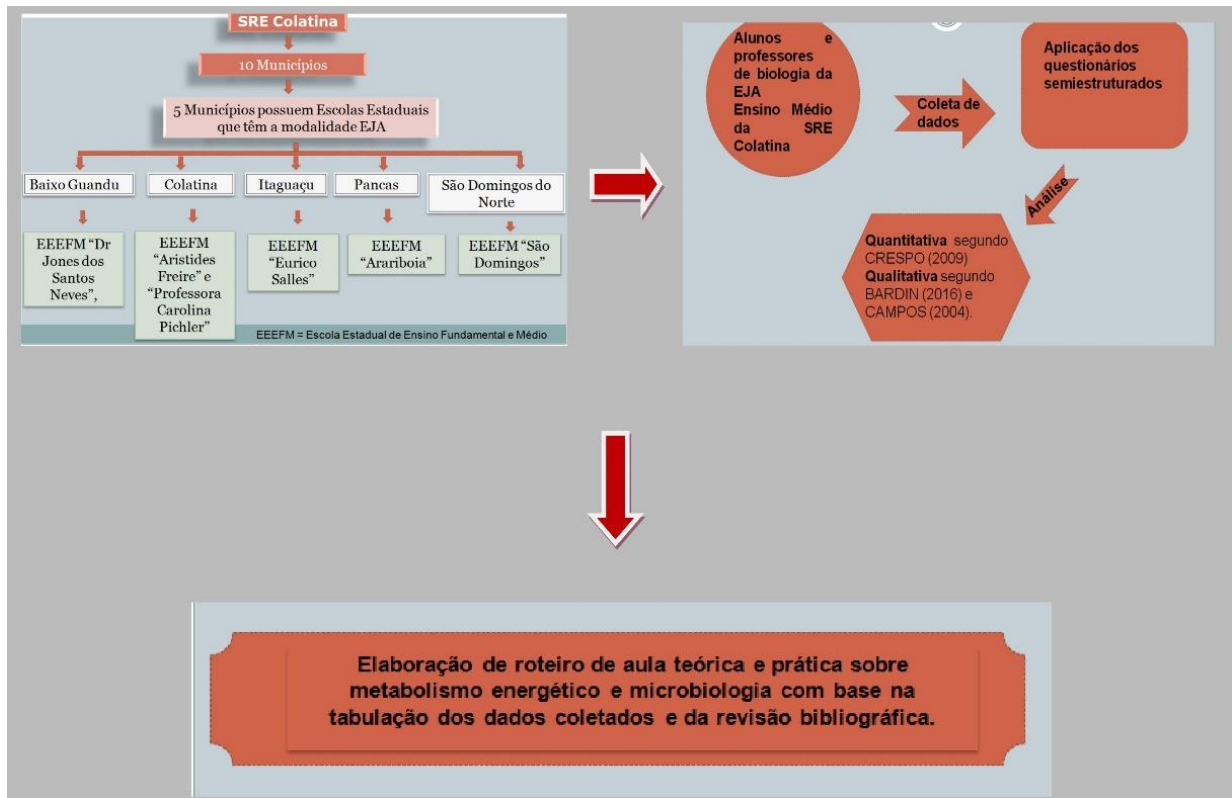 SRE Colatina
10 Municípios
5 Municípios possuem Escolas Estaduais
que têm a modalidade EJA
Baixo Guandu
Colatina
Itaguaçu
Pancas
São Domingos do
Norte
EEEFM “Dr
Jones dos
Santos
Neves”,
EEEFM
“Aristides
Freire” e
“Professora
Carolina
Pichler”
EEEFM
“Eurico
Salles”
EEEFM
“Arariboia”
EEEFM “São
Domingos”
EEEFM = Escola Estadual de Ensino Fundamental e Médio
Alunos e
professores
de biologia da
EJA
Ensino Médio
da SRE
Colatina
Coleta de
dados
Aplicação dos
questionários
semiestruturados
Análise
Quantitativa segundo
CRESPO (2009)
Qualitativa segundo
BARDIN (2016) e
CAMPOS (2004).
Elaboração de roteiro de aula teórica e prática sobre
metabolismo energético e microbiologia com base na
tabulação dos dados coletados e da revisão bibliográfica.